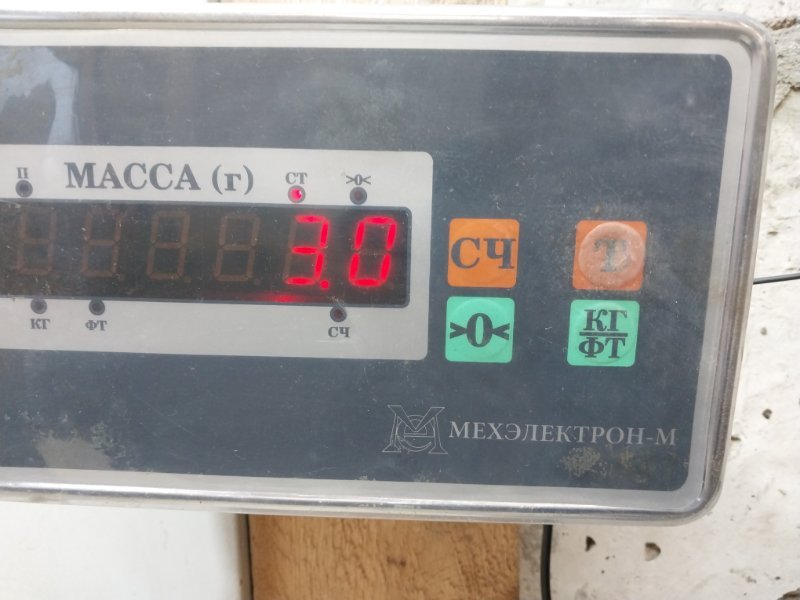 П МАССА (г) СТ >0<
3.0
КГ ФТ СЧ
СЧ Т
>0< КГ
ФТ
МЕХЭЛЕКТРОН-М